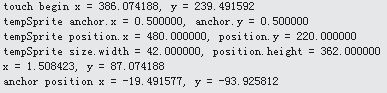 touch begin x = 386.074188, y = 239.491592
tempSprite anchor.x = 0.500000, anchor.y = 0.500000
tempSprite position.x = 480.000000, position.y = 220.000000
tempSprite size.width = 42.000000, position.height = 362.000000
x = 1.508423, y = 87.074188
anchor position x = -19.491577, y = -93.925812